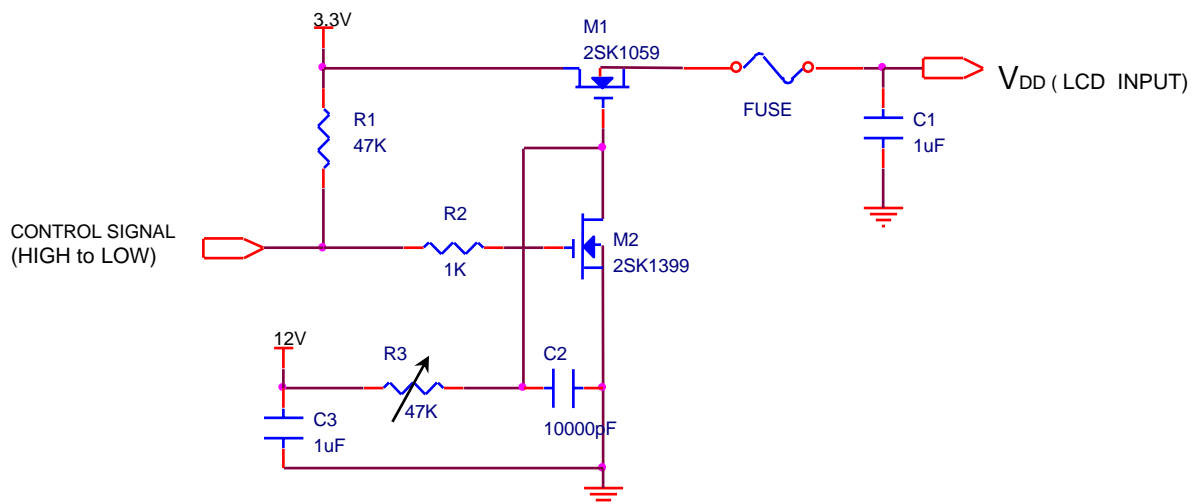 3.3V
M1
2SK1059
FUSE
VDD ( LCD INPUT)
R1
47K
C1
1uF
CONTROL SIGNAL
(HIGH to LOW)
R2
1K
M2
2SK1399
12V
R3
47K
C2
10000pF
C3
1uF